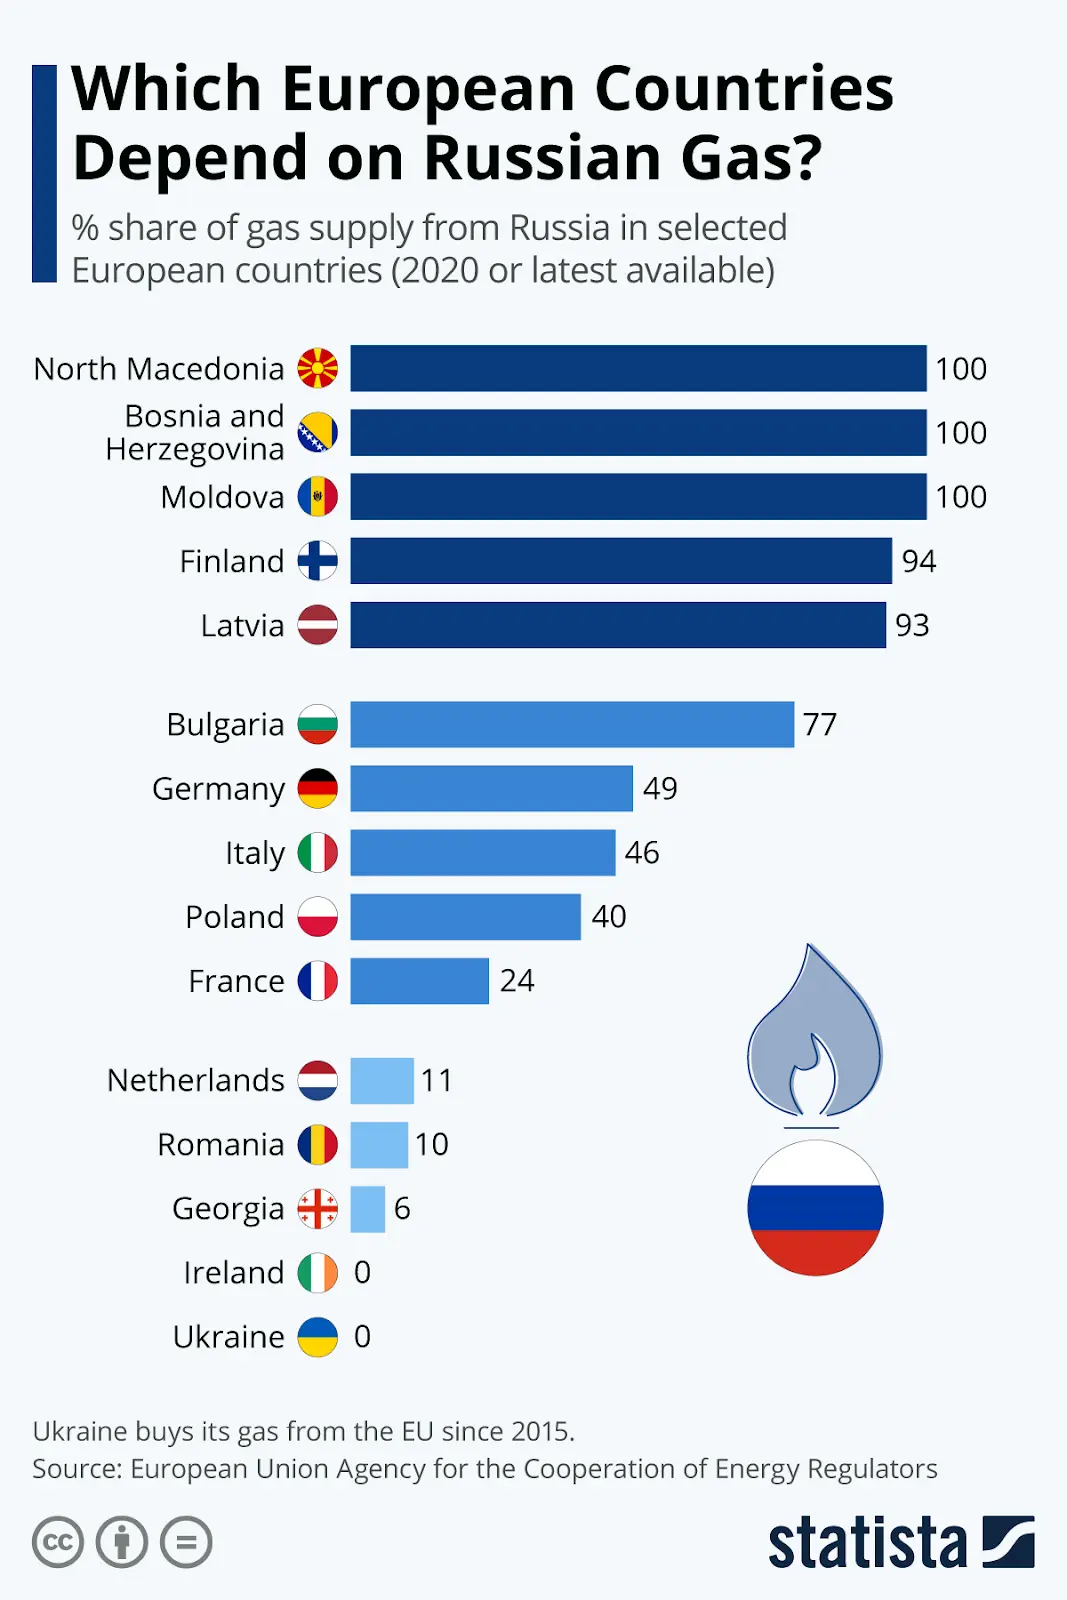 Which European Countries
Depend on Russian Gas?
% share of gas supply from Russia in selected
European countries (2020 or latest available)
North Macedonia 100
Bosnia and
Herzegovina 100
Moldova 100
Finland 94
Latvia 93
Bulgaria 77
Germany 49
Italy 46
Poland 40
France 24
Netherlands 11
Romania 10
Georgia 6
Ireland 0
Ukraine 0
Ukraine buys its gas from the EU since 2015.
Source: European Union Agency for the Cooperation of Energy Regulators
cc
statista